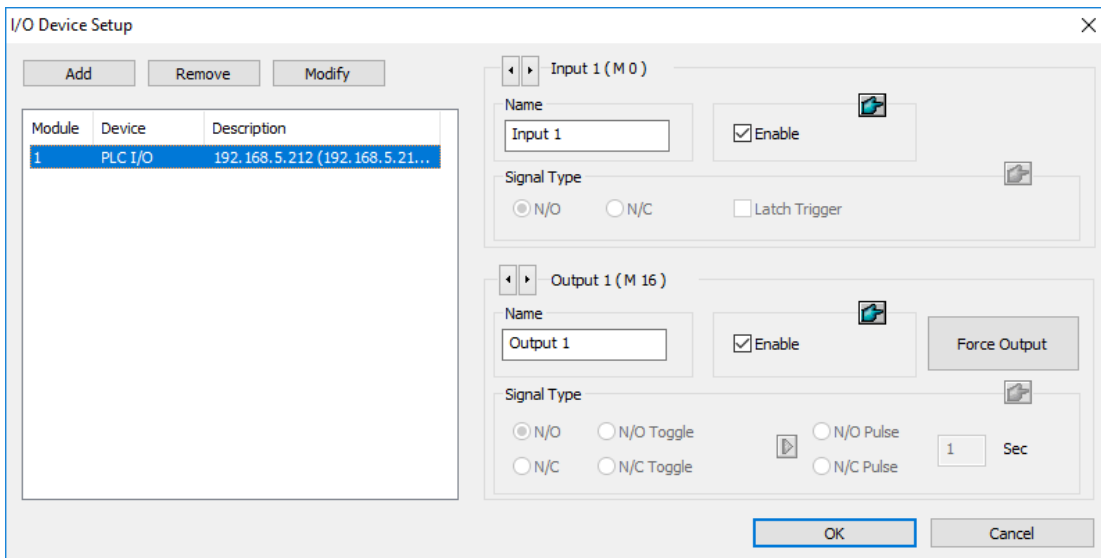 I/O Device Setup
Add Remove Modify
Module Device Description
1 PLC I/O 192.168.5.212 (192.168.5.21...
Input 1 ( M 0 )
Name
Input 1
Enable
Signal Type
N/O N/C Latch Trigger
Output 1 ( M 16 )
Name
Output 1
Enable
Force Output
Signal Type
N/O N/O Toggle N/O Pulse
1 Sec
N/C N/C Toggle N/C Pulse
OK Cancel